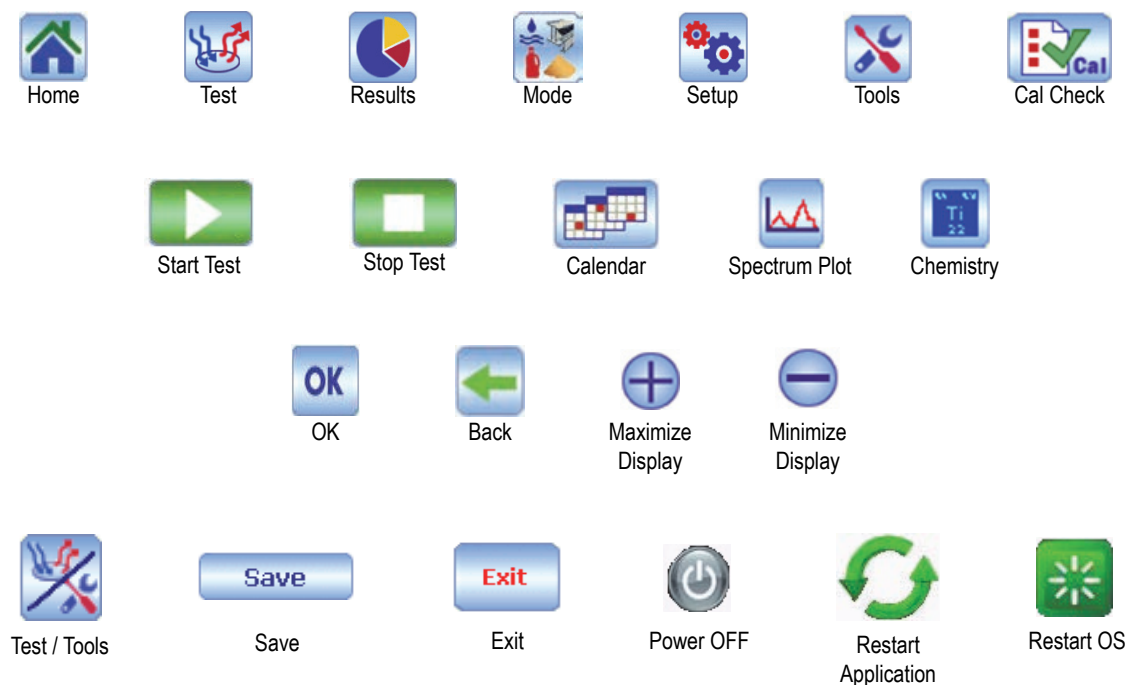 Cal
Home
Test
Results
Mode
Setup
Tools
Cal Check
Ti
22
Start Test
Stop Test
Calendar
Spectrum Plot
Chemistry
OK
OK
Back
Maximize
Display
Minimize
Display
Save
Exit
Test / Tools
Save
Exit
Power OFF
Restart
Application
Restart OS